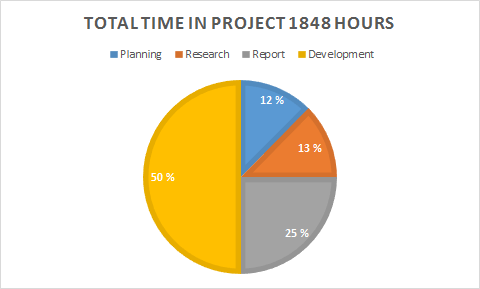 TOTAL TIME IN PROJECT 1848 HOURS
Planning Research Report Development
12 %
13 %
50 %
25 %